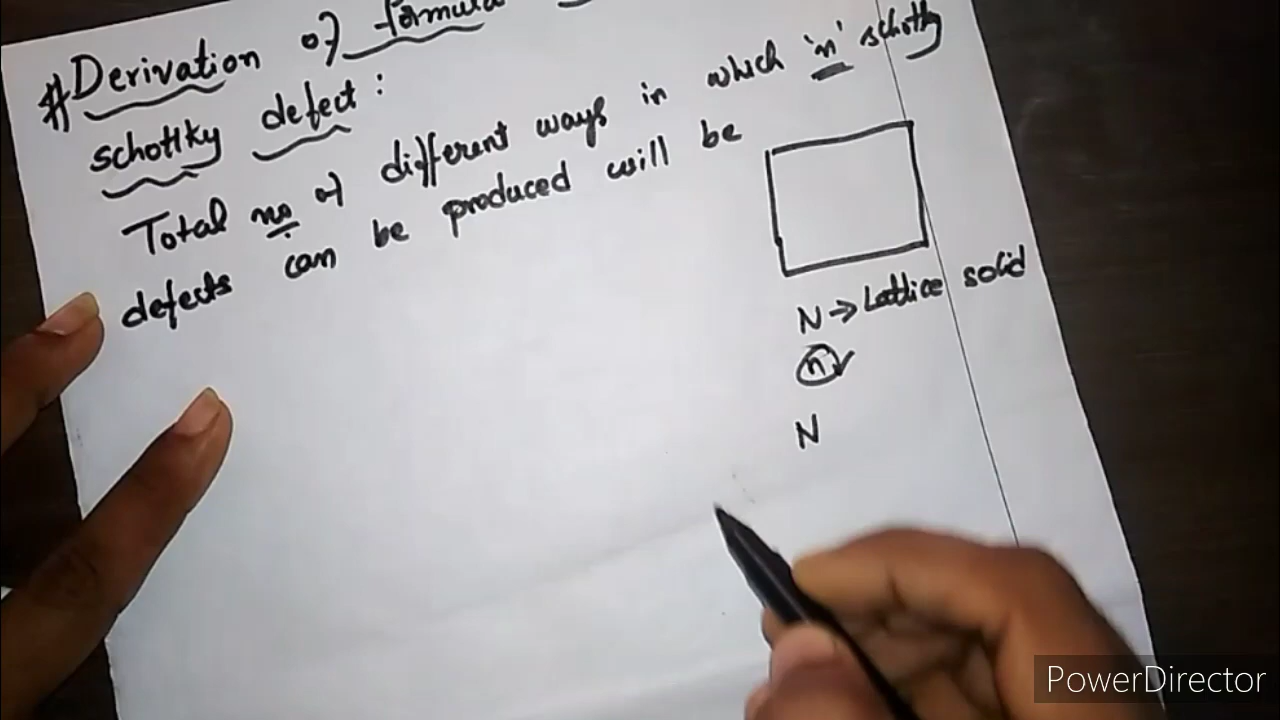 # Derivation of formula
schottky defect :
Total no of different ways in which 'n' schottky
defects can be produced will be
N → Lattice solid
n ✓
N
PowerDirector